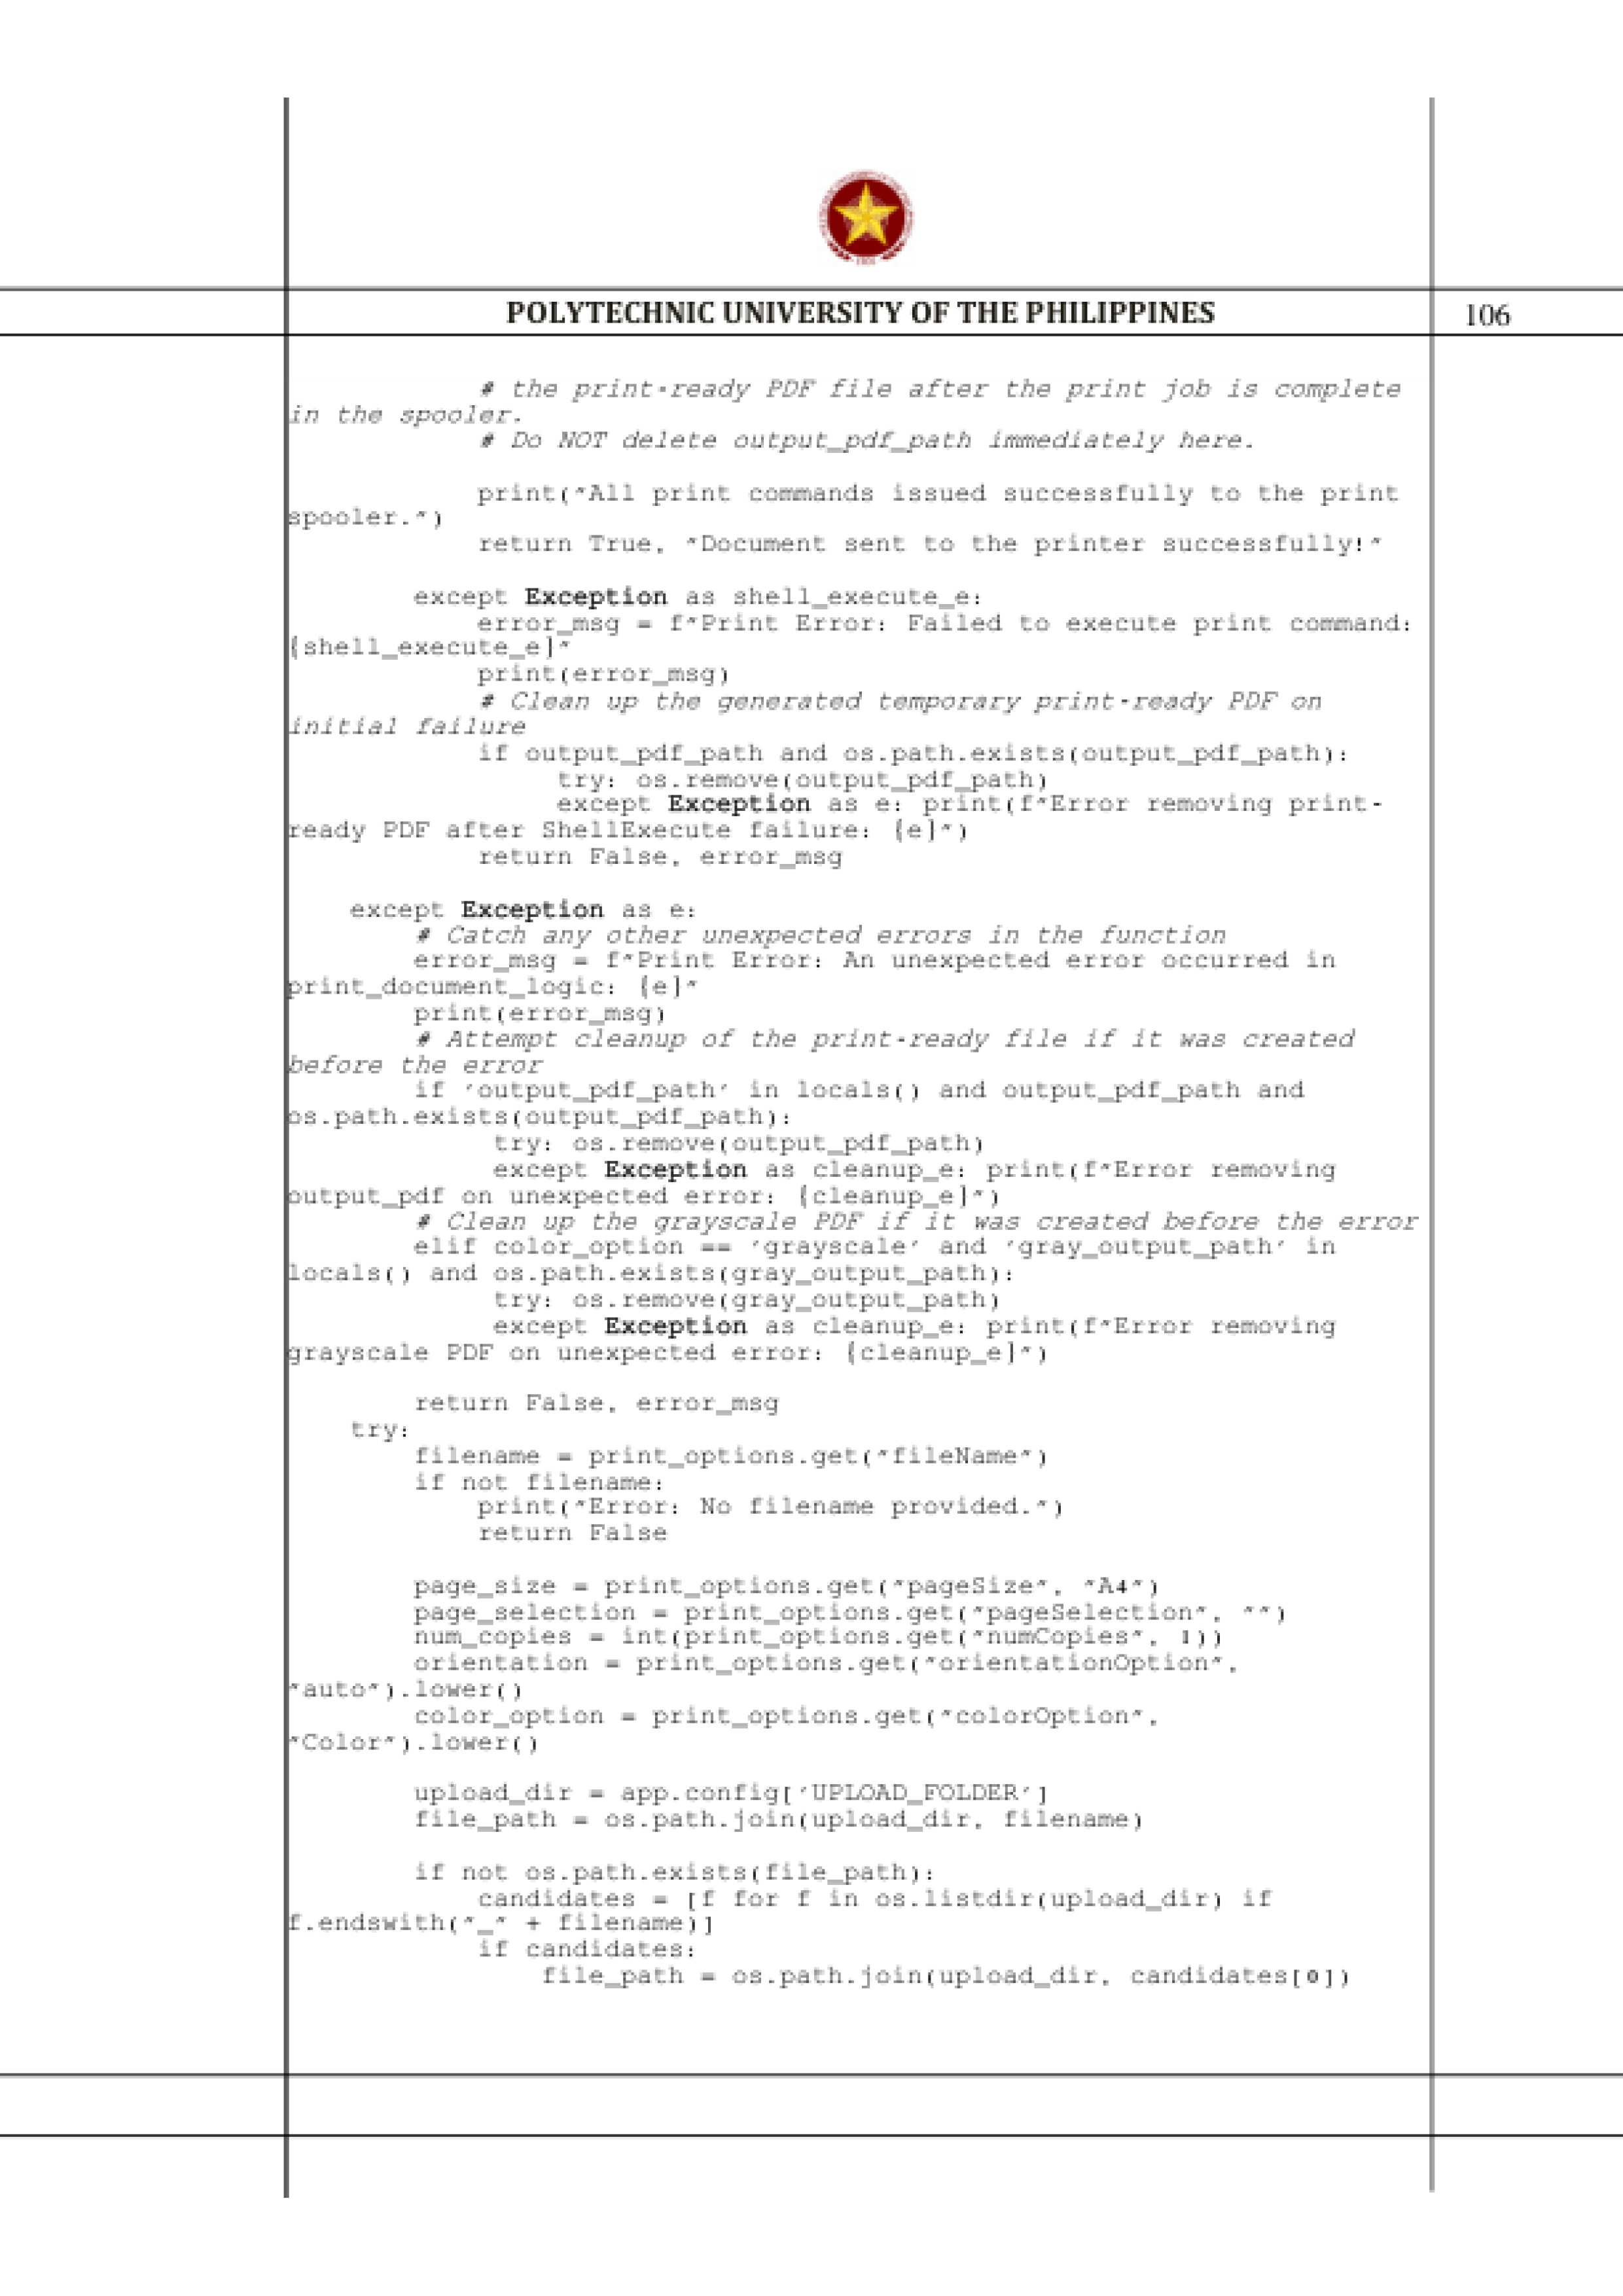 POLYTECHNIC UNIVERSITY OF THE PHILIPPINES
106
            # the print-ready PDF file after the print job is complete
in the spooler.
            # Do NOT delete output_pdf_path immediately here.

            print("All print commands issued successfully to the print
spooler.")
            return True, "Document sent to the printer successfully!"

        except Exception as shell_execute_e:
            error_msg = f"Print Error: Failed to execute print command:
{shell_execute_e}"
            print(error_msg)
            # Clean up the generated temporary print-ready PDF on
initial failure
            if output_pdf_path and os.path.exists(output_pdf_path):
                 try: os.remove(output_pdf_path)
                 except Exception as e: print(f"Error removing print-
ready PDF after ShellExecute failure: {e}")
            return False, error_msg

    except Exception as e:
        # Catch any other unexpected errors in the function
        error_msg = f"Print Error: An unexpected error occurred in
print_document_logic: {e}"
        print(error_msg)
        # Attempt cleanup of the print-ready file if it was created
before the error
        if 'output_pdf_path' in locals() and output_pdf_path and
os.path.exists(output_pdf_path):
             try: os.remove(output_pdf_path)
             except Exception as cleanup_e: print(f"Error removing
output_pdf on unexpected error: {cleanup_e}")
        # Clean up the grayscale PDF if it was created before the error
        elif color_option == 'grayscale' and 'gray_output_path' in
locals() and os.path.exists(gray_output_path):
             try: os.remove(gray_output_path)
             except Exception as cleanup_e: print(f"Error removing
grayscale PDF on unexpected error: {cleanup_e}")

        return False, error_msg
    try:
        filename = print_options.get("fileName")
        if not filename:
            print("Error: No filename provided.")
            return False

        page_size = print_options.get("pageSize", "A4")
        page_selection = print_options.get("pageSelection", "")
        num_copies = int(print_options.get("numCopies", 1))
        orientation = print_options.get("orientationOption",
"auto").lower()
        color_option = print_options.get("colorOption",
"Color").lower()

        upload_dir = app.config['UPLOAD_FOLDER']
        file_path = os.path.join(upload_dir, filename)

        if not os.path.exists(file_path):
            candidates = [f for f in os.listdir(upload_dir) if
f.endswith("_" + filename)]
            if candidates:
                file_path = os.path.join(upload_dir, candidates[0])